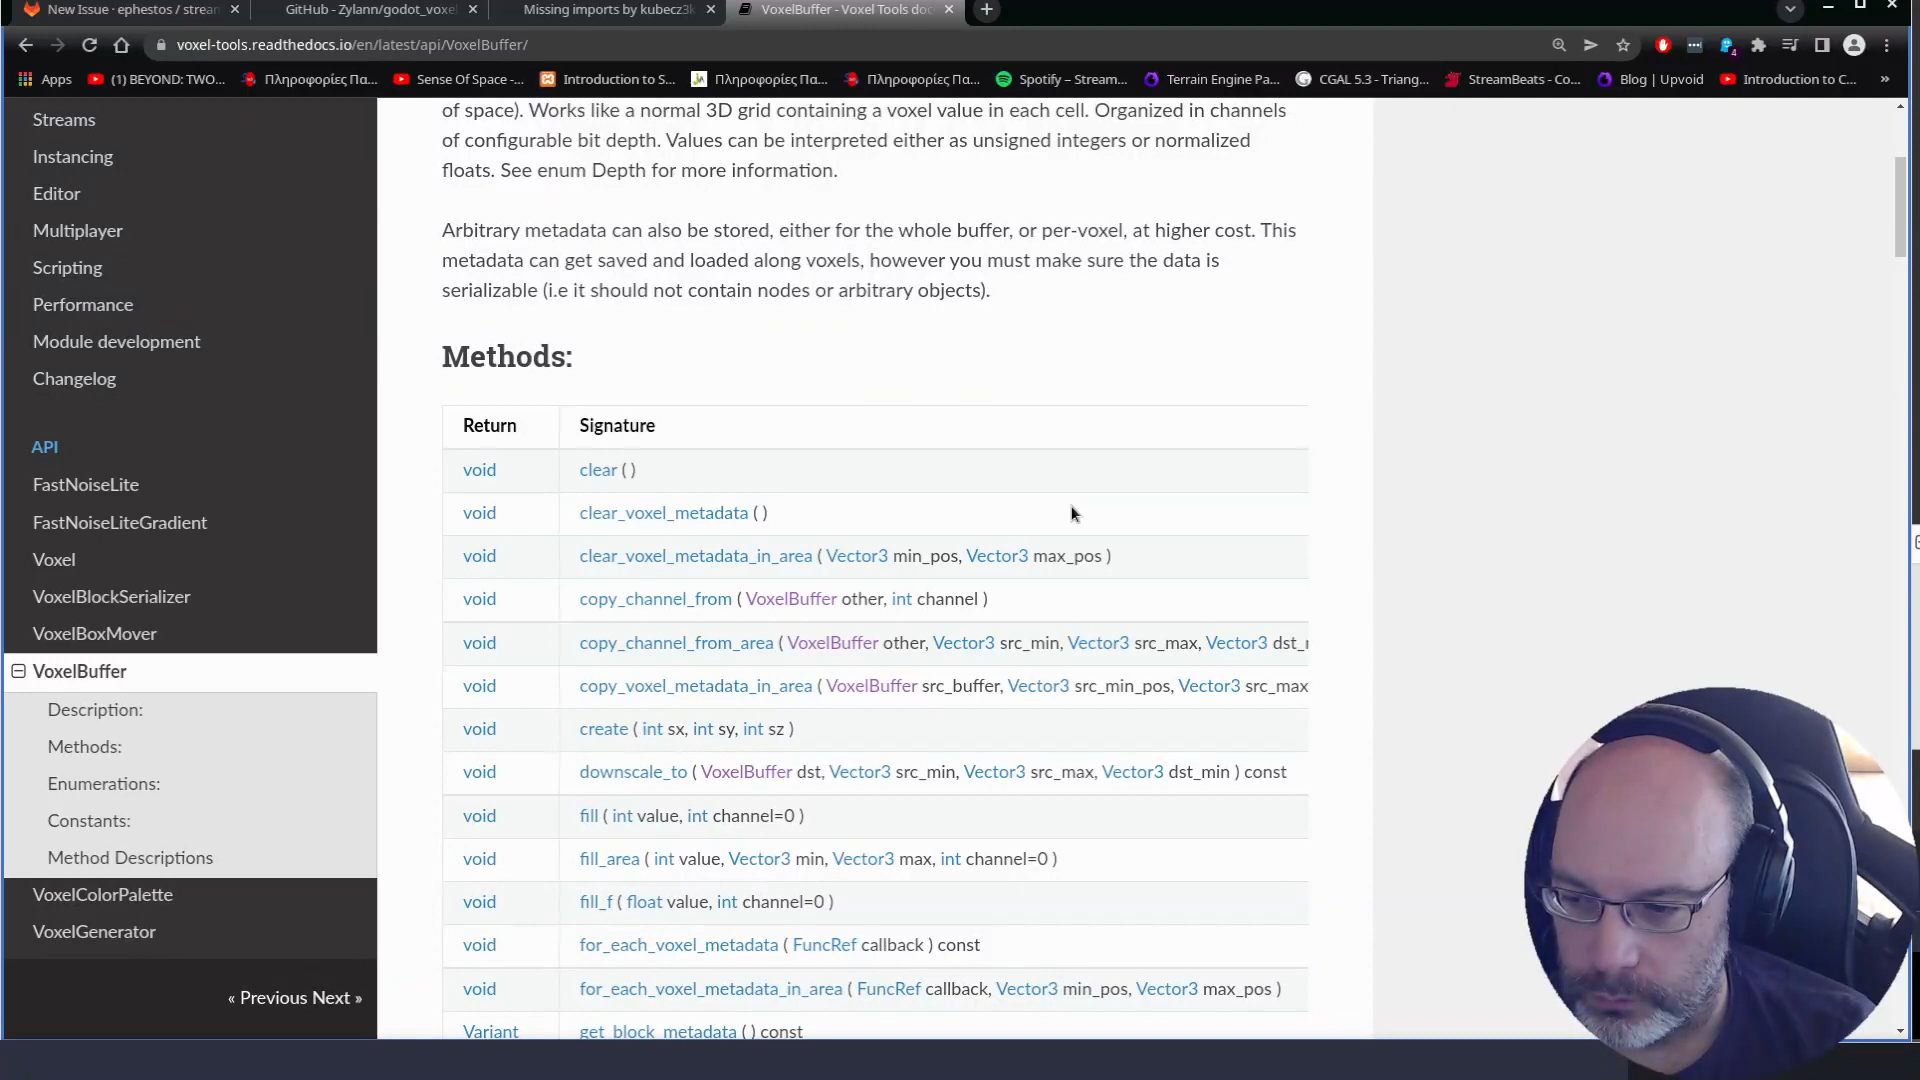 New Issue · ephestos / strean
GitHub - Zylann/godot_voxel
Missing imports by kubecz3k
VoxelBuffer - Voxel Tools doc
voxel-tools.readthedocs.io/en/latest/api/VoxelBuffer/
Apps
(1) BEYOND: TWO...
Πληροφορίες Πα...
Sense Of Space -...
Introduction to S...
Πληροφορίες Πα...
Πληροφορίες Πα...
Spotify – Stream...
Terrain Engine Pa...
CGAL 5.3 - Triang...
StreamBeats - Co...
Blog | Upvoid
Introduction to C...
»
Streams
Instancing
Editor
Multiplayer
Scripting
Performance
Module development
Changelog
API
FastNoiseLite
FastNoiseLiteGradient
Voxel
VoxelBlockSerializer
VoxelBoxMover
VoxelBuffer
Description:
Methods:
Enumerations:
Constants:
Method Descriptions
VoxelColorPalette
VoxelGenerator
« Previous Next »
of space). Works like a normal 3D grid containing a voxel value in each cell. Organized in channels
of configurable bit depth. Values can be interpreted either as unsigned integers or normalized
floats. See enum Depth for more information.
Arbitrary metadata can also be stored, either for the whole buffer, or per-voxel, at higher cost. This
metadata can get saved and loaded along voxels, however you must make sure the data is
serializable (i.e it should not contain nodes or arbitrary objects).
Methods:
Return Signature
void clear ( )
void clear_voxel_metadata ( )
void clear_voxel_metadata_in_area ( Vector3 min_pos, Vector3 max_pos )
void copy_channel_from ( VoxelBuffer other, int channel )
void copy_channel_from_area ( VoxelBuffer other, Vector3 src_min, Vector3 src_max, Vector3 dst_r
void copy_voxel_metadata_in_area ( VoxelBuffer src_buffer, Vector3 src_min_pos, Vector3 src_max
void create ( int sx, int sy, int sz )
void downscale_to ( VoxelBuffer dst, Vector3 src_min, Vector3 src_max, Vector3 dst_min ) const
void fill ( int value, int channel=0 )
void fill_area ( int value, Vector3 min, Vector3 max, int channel=0 )
void fill_f ( float value, int channel=0 )
void for_each_voxel_metadata ( FuncRef callback ) const
void for_each_voxel_metadata_in_area ( FuncRef callback, Vector3 min_pos, Vector3 max_pos )
Variant get_block_metadata ( ) const